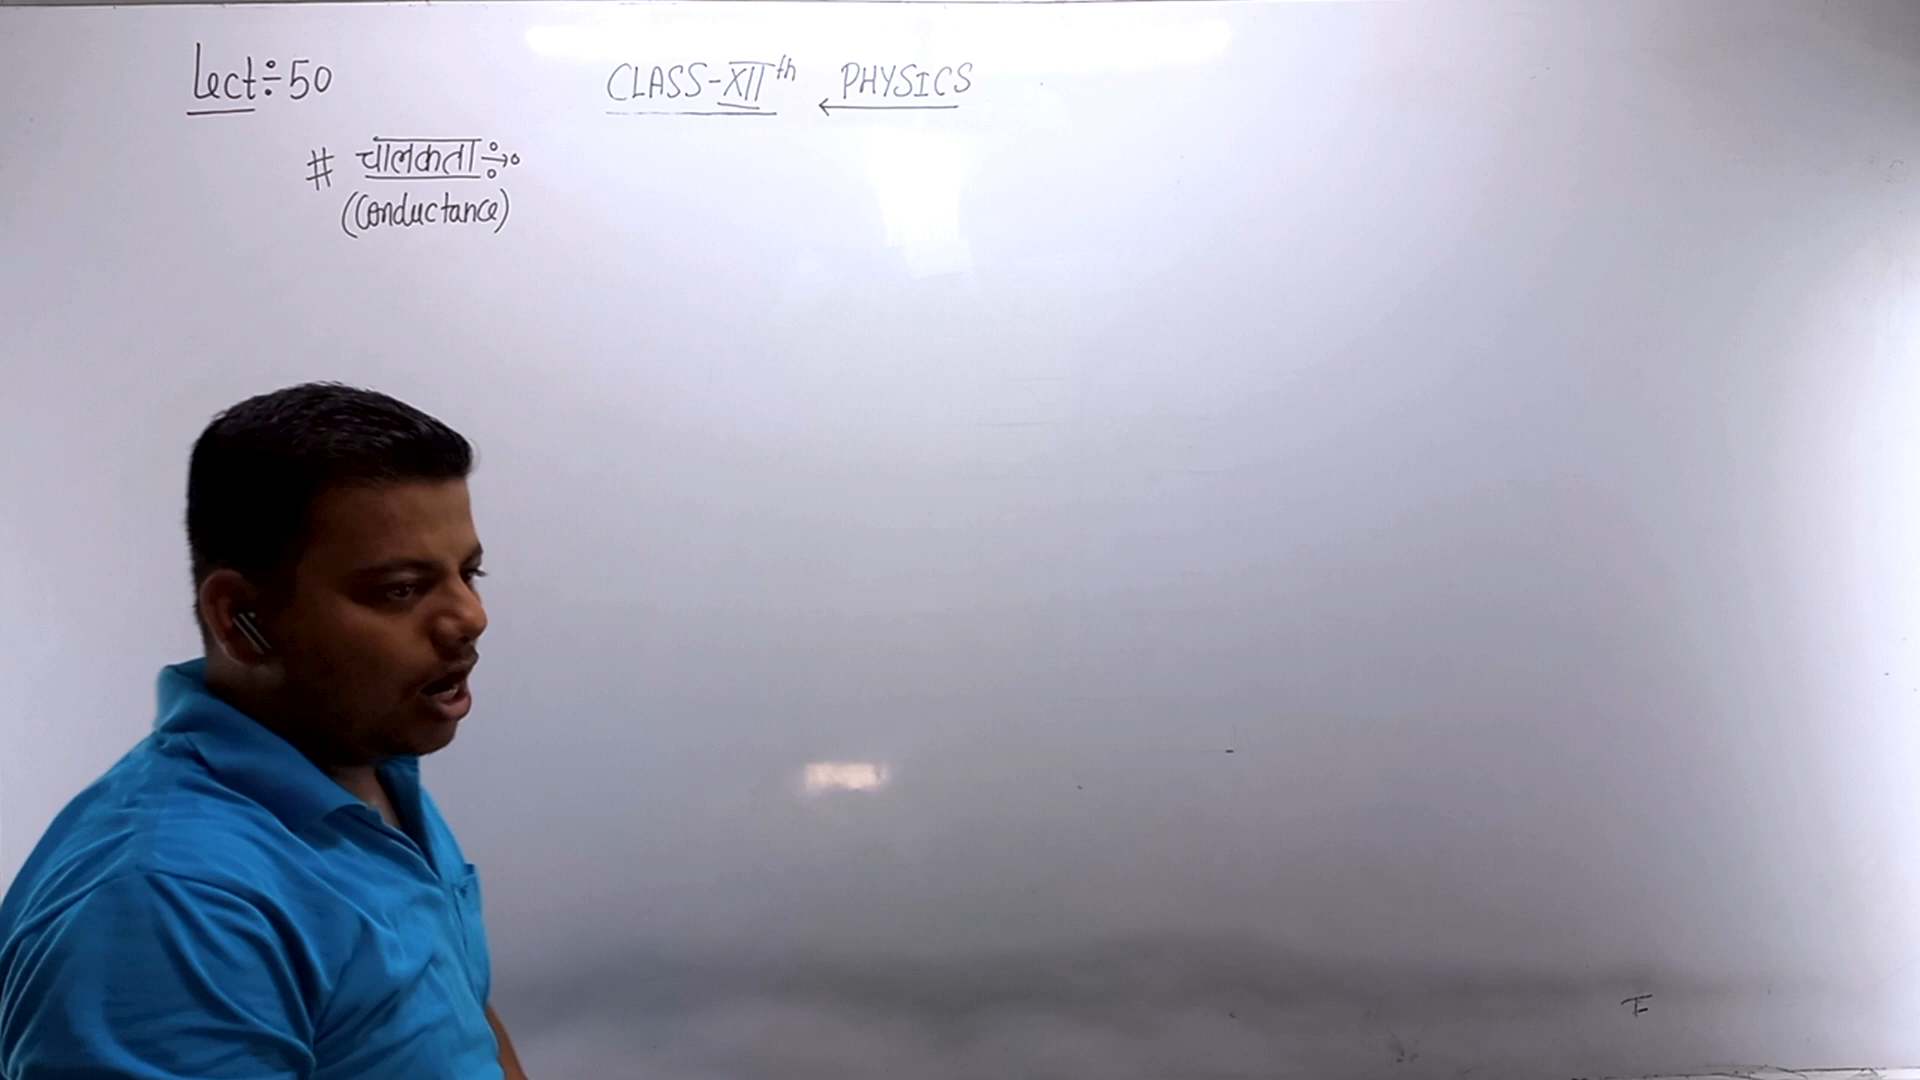 Lect÷50 CLASS-XIIth PHYSICS
# चालकता÷→
(Conductance)